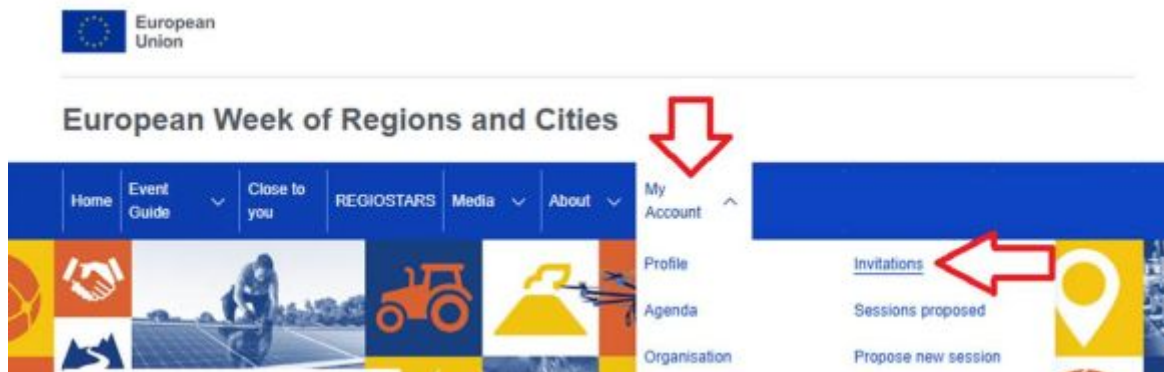 European
Union
European Week of Regions and Cities
Home
Event
Guide
Close to
you
REGIOSTARS
Media
About
My
Account
Profile
Invitations
Agenda
Sessions proposed
Organisation
Propose new session